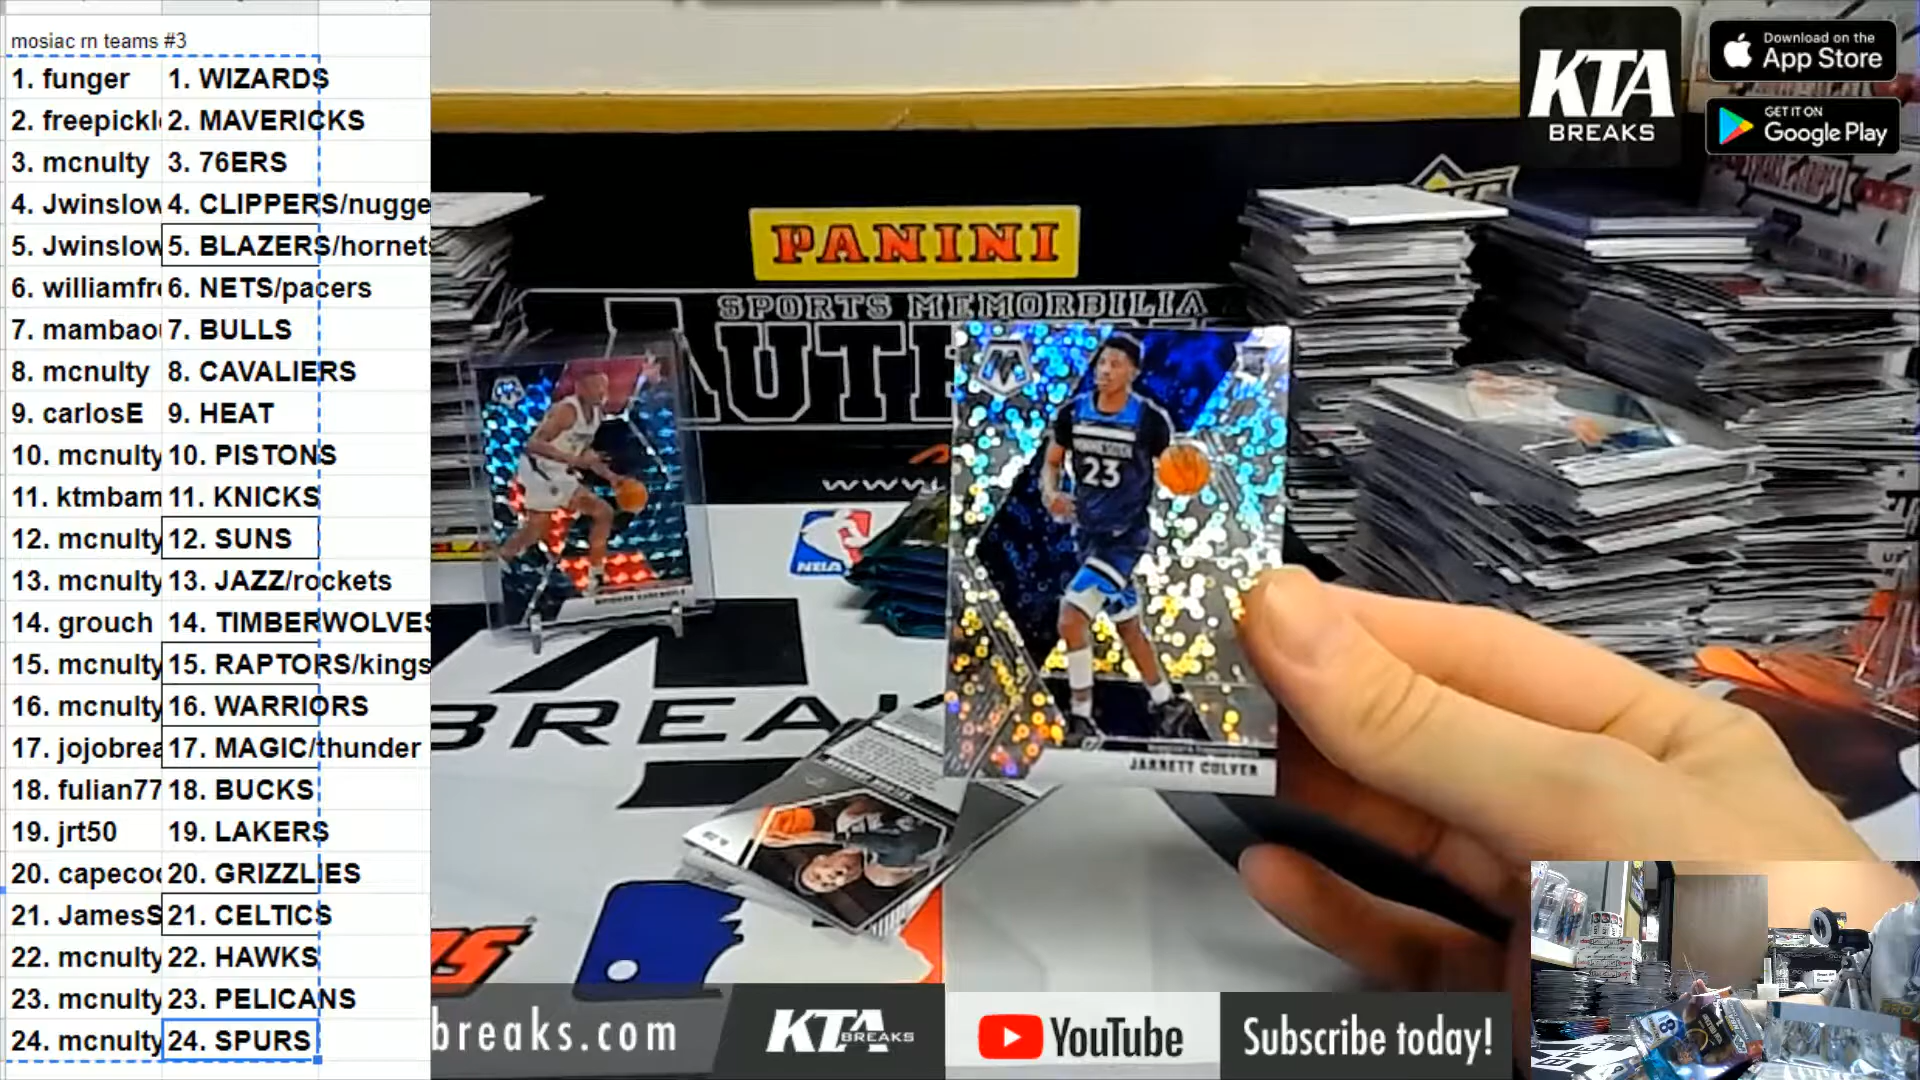 mosiac rn teams #3
1. funger 1. WIZARDS
2. freepickl 2. MAVERICKS
3. mcnulty 3. 76ERS
4. Jwinslow 4. CLIPPERS/nugge
5. Jwinslow 5. BLAZERS/hornets
6. williamfr 6. NETS/pacers
7. mambaou 7. BULLS
8. mcnulty 8. CAVALIERS
9. carlosE 9. HEAT
10. mcnulty 10. PISTONS
11. ktmbam 11. KNICKS
12. mcnulty 12. SUNS
13. mcnulty 13. JAZZ/rockets
14. grouch 14. TIMBERWOLVES
15. mcnulty 15. RAPTORS/kings
16. mcnulty 16. WARRIORS
17. jojobrea 17. MAGIC/thunder
18. fulian77 18. BUCKS
19. jrt50 19. LAKERS
20. capecod 20. GRIZZLIES
21. JamesS 21. CELTICS
22. mcnulty 22. HAWKS
23. mcnulty 23. PELICANS
24. mcnulty 24. SPURS
KTA
BREAKS
Download on the
App Store
GET IT ON
Google Play
PANINI
SPORTS MEMORBILIA
AUTE
www.
NBA
23
JARRETT CULVER
BREA
breaks.com
KTA BREAKS
YouTube
Subscribe today!